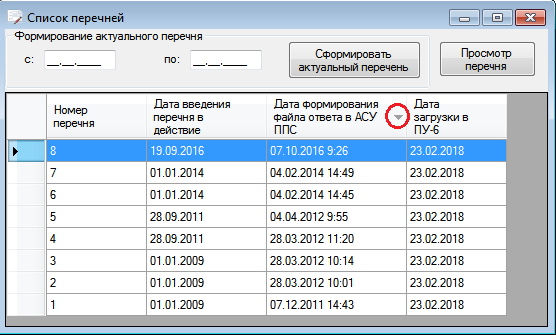 Список перечней
Формирование актуального перечня
с: __.__.____ по: __.__.____
Сформировать
актуальный перечень
Просмотр
перечня
Номер
перечня
Дата введения
перечня в
действие
Дата формирования
файла ответа в АСУ
ППС
Дата
загрузки в
ПУ-6
8 19.09.2016 07.10.2016 9:26 23.02.2018
7 01.01.2014 04.02.2014 14:49 23.02.2018
6 01.01.2014 04.02.2014 14:45 23.02.2018
5 28.09.2011 04.04.2012 9:55 23.02.2018
4 28.09.2011 28.03.2012 11:20 23.02.2018
3 01.01.2009 28.03.2012 10:14 23.02.2018
2 01.01.2009 28.03.2012 10:01 23.02.2018
1 01.01.2009 07.12.2011 14:43 23.02.2018